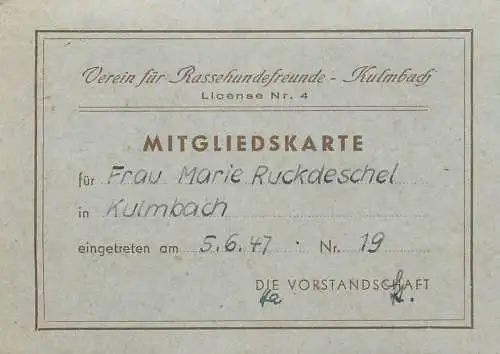 Verein für Rassehundefreunde - Kulmbach
License Nr. 4
MITGLIEDSKARTE
für Frau Marie Ruckdeschel
in Kulmbach
eingetreten am 5.6.47. Nr. 19
DIE VORSTANDSCHAFT